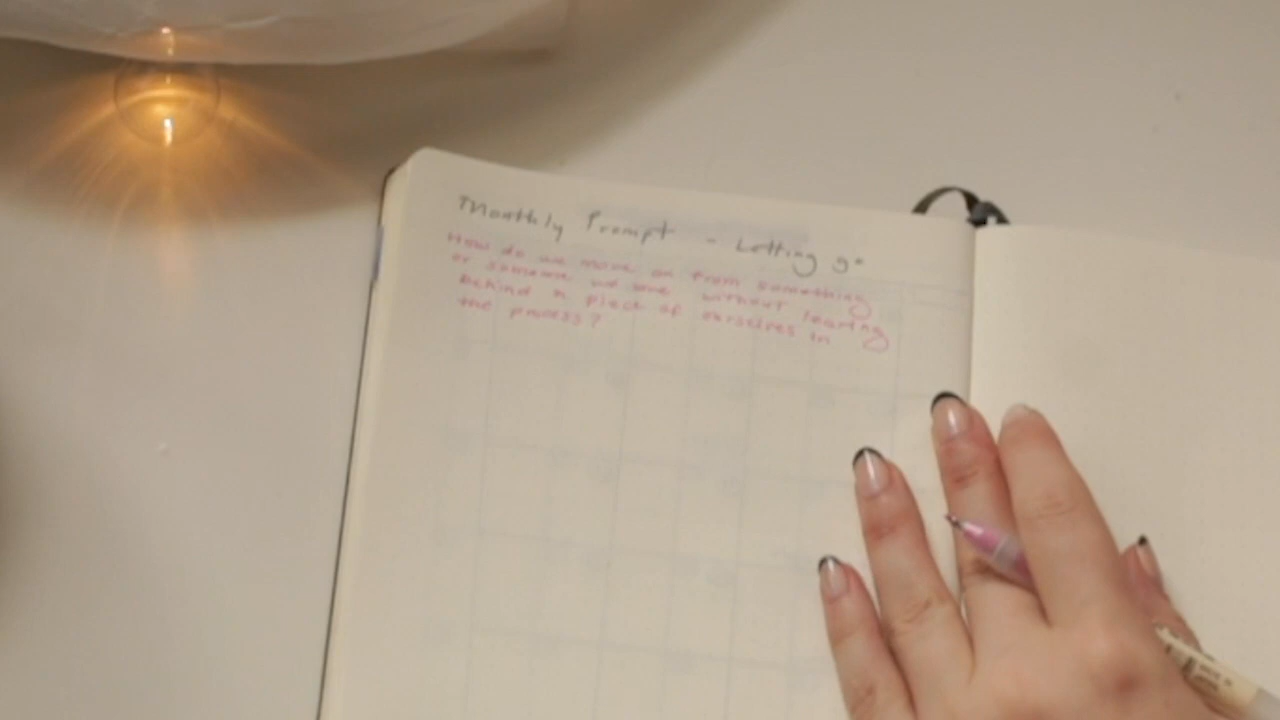 Monthly Prompt - Letting go
How do we move on from something
or someone we love without leaving
behind a piece of ourselves in
the process?